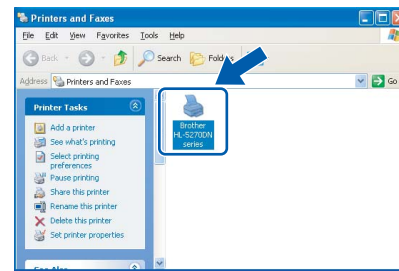 Printers and Faxes
File Edit View Favorites Tools Help
Back Search Folders
Address Printers and Faxes Go
Printer Tasks
Add a printer
See what's printing
Select printing
preferences
Pause printing
Share this printer
Rename this printer
Delete this printer
Set printer properties
Brother
HL-5270DN
series
See Also